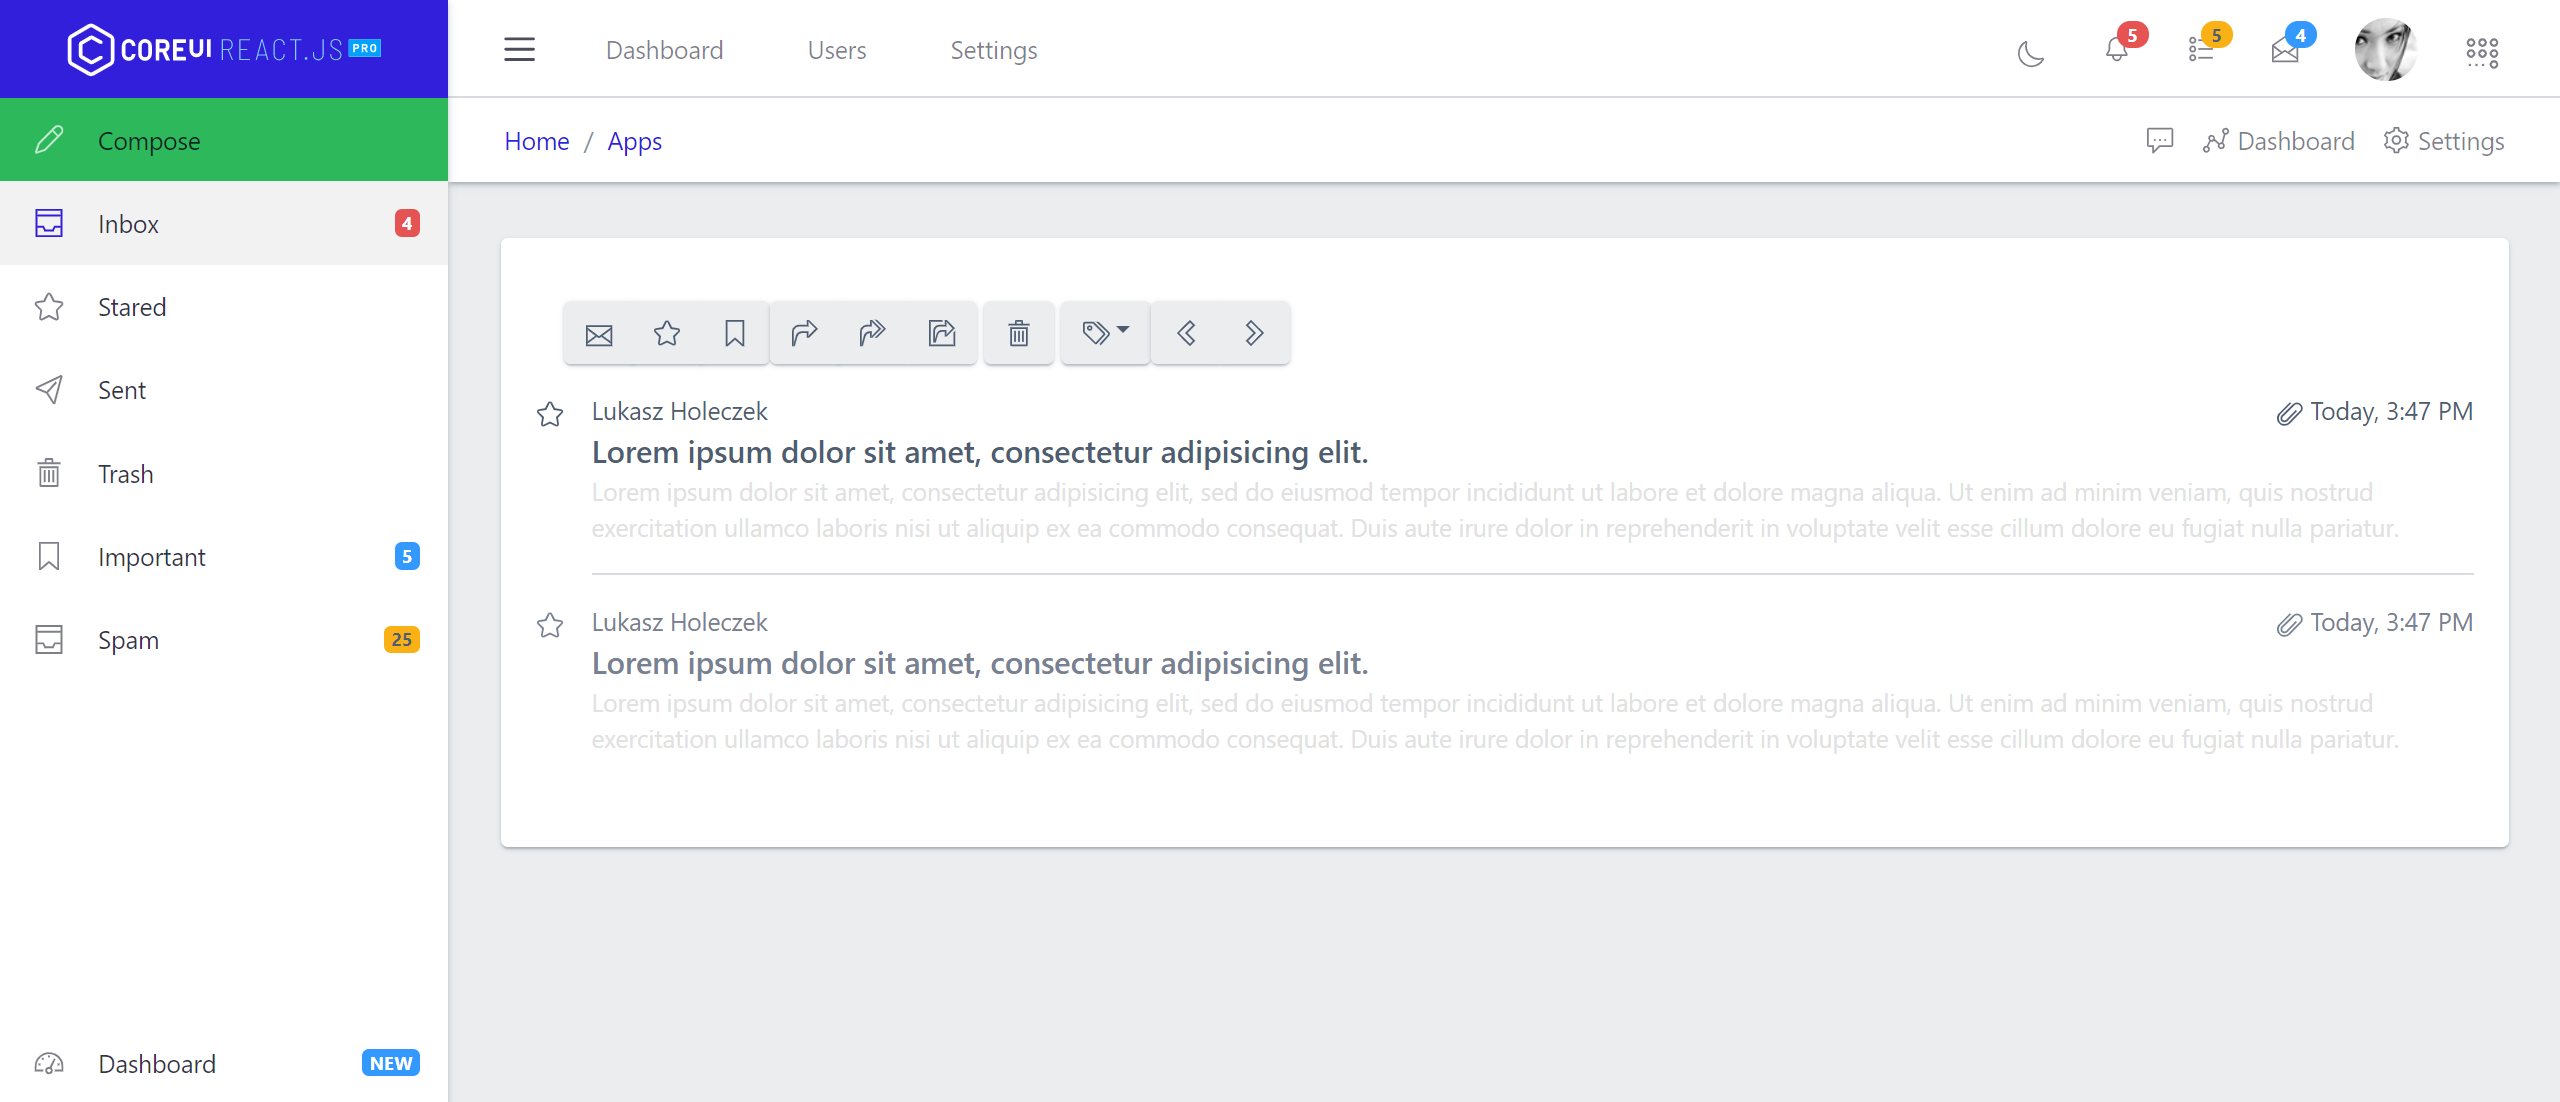 COREUI REACT.JS PRO
Dashboard
Users
Settings
5
5
4
Compose
Home / Apps
Dashboard
Settings
Inbox
4
Stared
Sent
Trash
Important
5
Spam
25
Dashboard
NEW
Lukasz Holeczek
Today, 3:47 PM
Lorem ipsum dolor sit amet, consectetur adipisicing elit.
Lorem ipsum dolor sit amet, consectetur adipisicing elit, sed do eiusmod tempor incididunt ut labore et dolore magna aliqua. Ut enim ad minim veniam, quis nostrud
exercitation ullamco laboris nisi ut aliquip ex ea commodo consequat. Duis aute irure dolor in reprehenderit in voluptate velit esse cillum dolore eu fugiat nulla pariatur.
Lukasz Holeczek
Today, 3:47 PM
Lorem ipsum dolor sit amet, consectetur adipisicing elit.
Lorem ipsum dolor sit amet, consectetur adipisicing elit, sed do eiusmod tempor incididunt ut labore et dolore magna aliqua. Ut enim ad minim veniam, quis nostrud
exercitation ullamco laboris nisi ut aliquip ex ea commodo consequat. Duis aute irure dolor in reprehenderit in voluptate velit esse cillum dolore eu fugiat nulla pariatur.